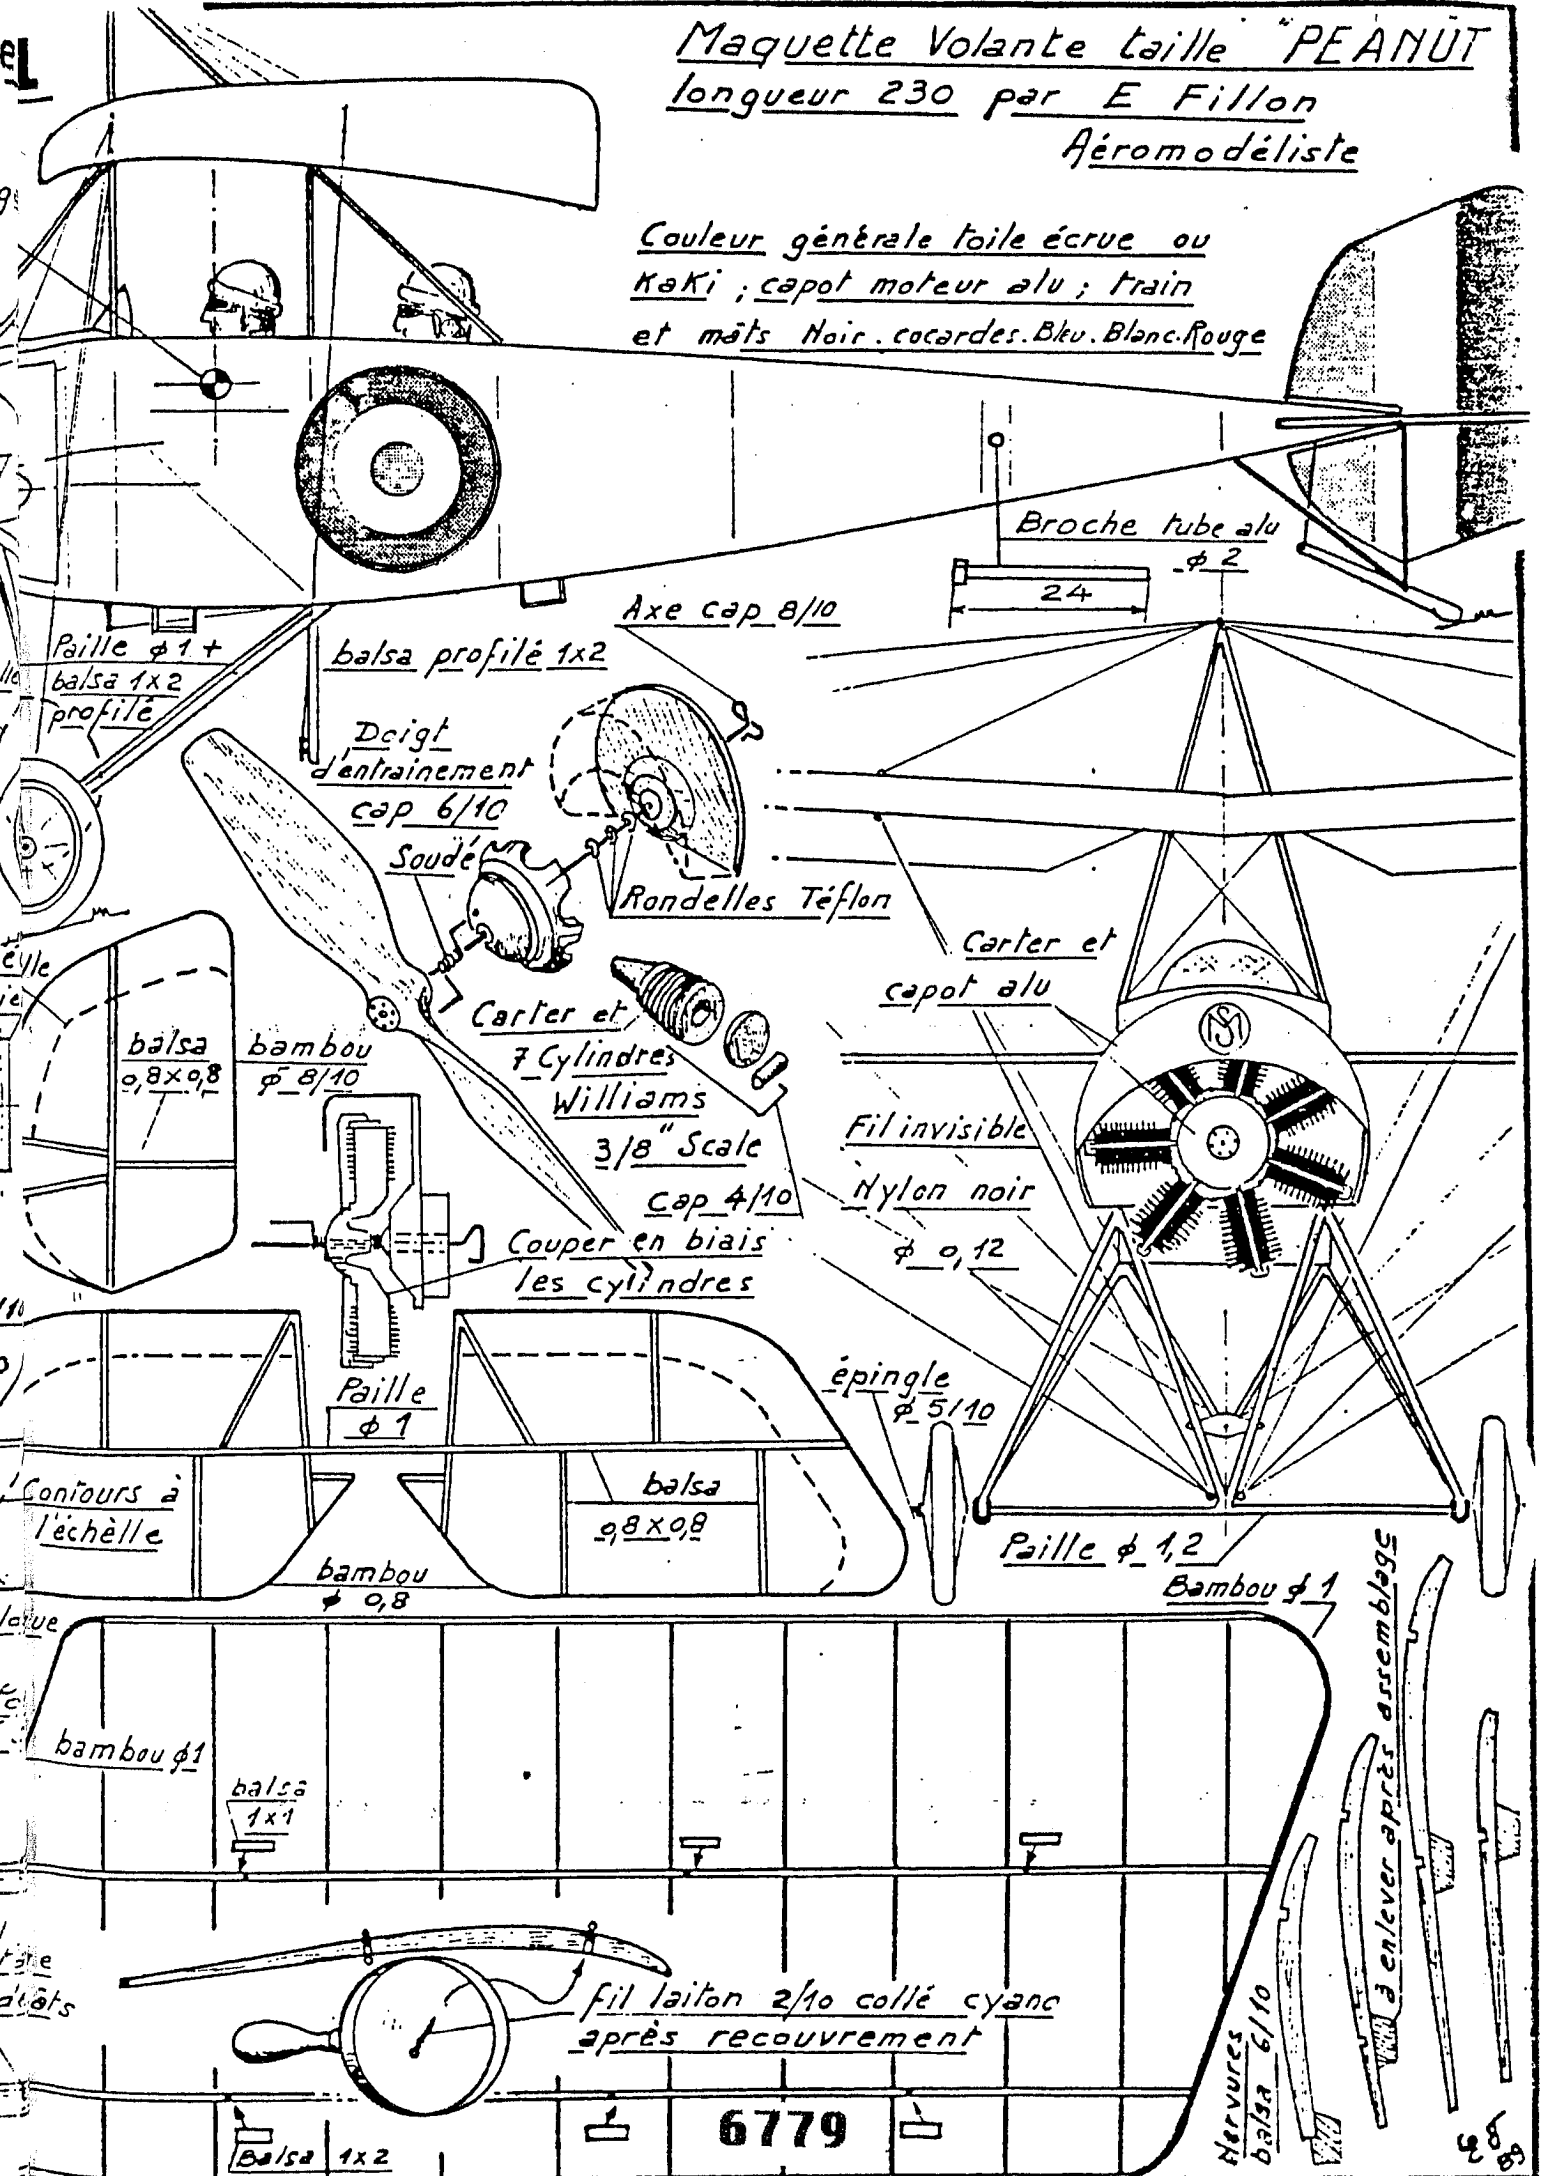 Maquette Volante taille "PEANUT
longueur 230 par E Fillon
Aéromodéliste
Couleur générale toile écrue ou
Kaki ; capot moteur alu ; train
et mâts Noir . cocardes. Bleu. Blanc. Rouge
Broche tube alu
ϕ 2
24
Axe cap 8/10
Paille ϕ 1 +
balsa 1x2
profilé
balsa profilé 1x2
Doigt
d'entrainement
cap 6/10
Soudé
Rondelles Téflon
Carter et
capot alu
MS
Carter et
7 Cylindres
Williams
3/8" Scale
cap 4/10
balsa
0,8x0,8
bambou
ϕ 8/10
Fil invisible
Nylon noir
ϕ 0,12
Couper en biais
les cylindres
Paille
ϕ 1
épingle
ϕ 5/10
Contours à
l'échèlle
balsa
0,8x0,8
bambou
ϕ 0,8
Paille ϕ 1,2
Bambou ϕ 1
bambou ϕ1
balsa
1x1
à enlever après assemblage
fil laiton 2/10 collé cyano
après recouvrement
Nervures
balsa 6/10
6779
Balsa 1x2
89